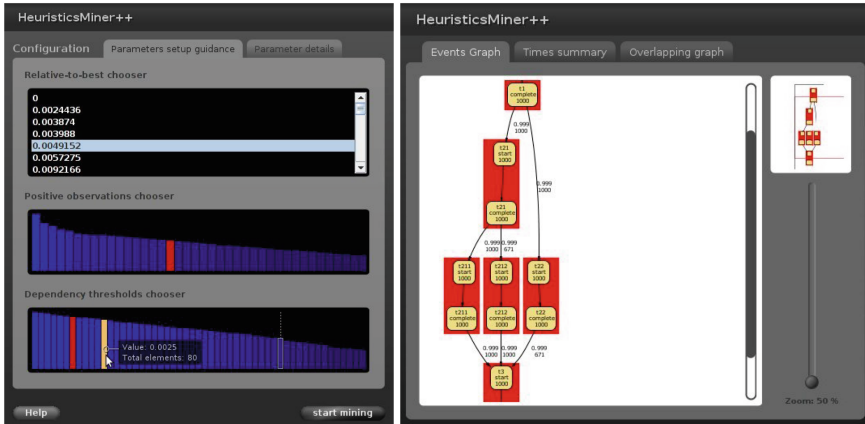 HeuristicsMiner++
Configuration
Parameters setup guidance
Parameter details
Relative-to-best chooser
0
0.0024436
0.003874
0.003988
0.0049152
0.0057275
0.0092166
Positive observations chooser
Dependency thresholds chooser
Value: 0.0025
Total elements: 80
Help
start mining
HeuristicsMiner++
Events Graph
Times summary
Overlapping graph
t1
complete
1000
0.999
1000
t21
start
1000
0.999
1000
t21
complete
1000
0.999
1000
0.999
671
t211
start
1000
t212
start
1000
t22
start
1000
t211
complete
1000
t212
complete
1000
t22
complete
1000
0.999
1000
0.999
1000
0.999
671
t3
start
1000
Zoom: 50 %